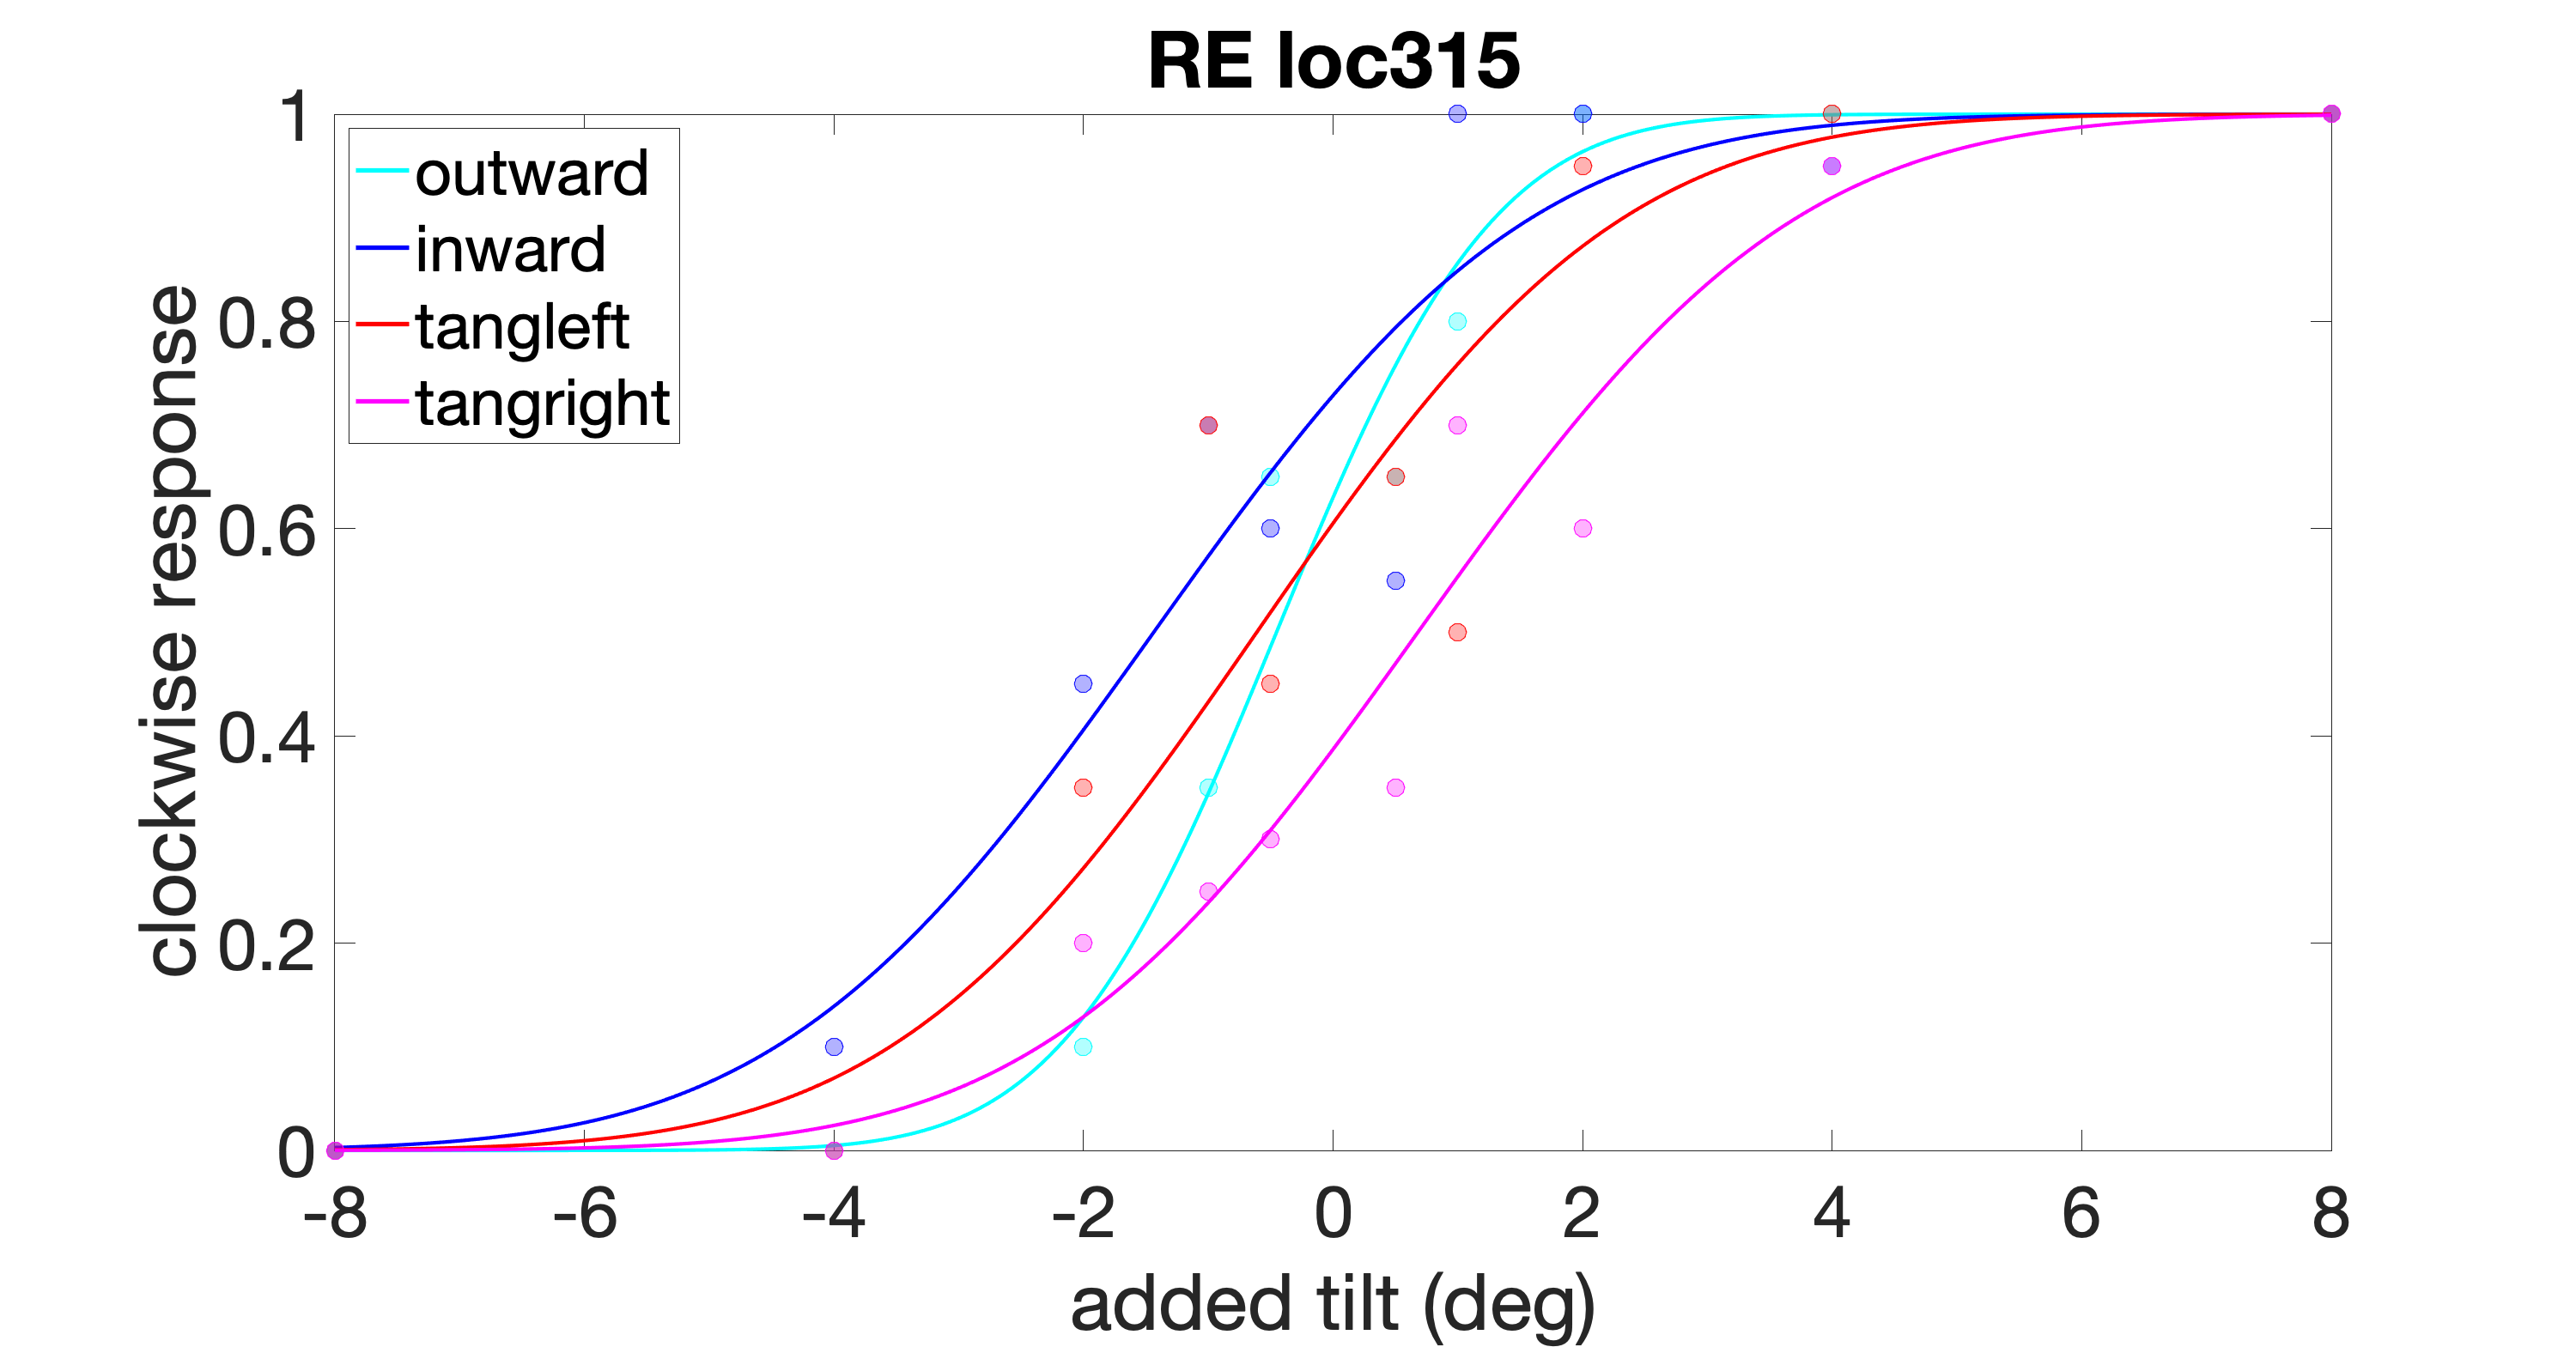 RE loc315
outward
inward
tangleft
tangright
clockwise response
1
0.8
0.6
0.4
0.2
0
-8 -6 -4 -2 0 2 4 6 8
added tilt (deg)